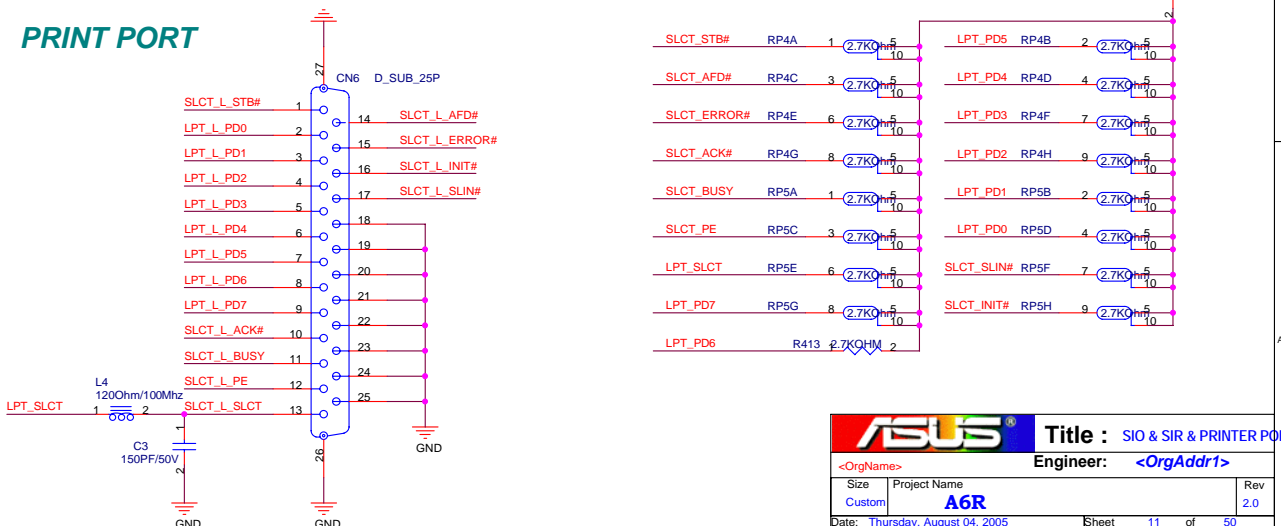 PRINT PORT
27
CN6 D_SUB_25P
SLCT_L_STB# 1
14 SLCT_L_AFD#
LPT_L_PD0 2
15 SLCT_L_ERROR#
LPT_L_PD1 3
16 SLCT_L_INIT#
LPT_L_PD2 4
17 SLCT_L_SLIN#
LPT_L_PD3 5
18
LPT_L_PD4 6
19
LPT_L_PD5 7
20
LPT_L_PD6 8
21
LPT_L_PD7 9
22
SLCT_L_ACK# 10
23
SLCT_L_BUSY 11
24
SLCT_L_PE 12
25
L4
120Ohm/100Mhz
LPT_SLCT 1 2 SLCT_L_SLCT 13
1
C3
150PF/50V
2
26
GND
GND
GND
2
SLCT_STB# RP4A 1 2.7KOhm 5 10
LPT_PD5 RP4B 2 2.7KOhm 5 10
SLCT_AFD# RP4C 3 2.7KOhm 5 10
LPT_PD4 RP4D 4 2.7KOhm 5 10
SLCT_ERROR# RP4E 6 2.7KOhm 5 10
LPT_PD3 RP4F 7 2.7KOhm 5 10
SLCT_ACK# RP4G 8 2.7KOhm 5 10
LPT_PD2 RP4H 9 2.7KOhm 5 10
SLCT_BUSY RP5A 1 2.7KOhm 5 10
LPT_PD1 RP5B 2 2.7KOhm 5 10
SLCT_PE RP5C 3 2.7KOhm 5 10
LPT_PD0 RP5D 4 2.7KOhm 5 10
LPT_SLCT RP5E 6 2.7KOhm 5 10
SLCT_SLIN# RP5F 7 2.7KOhm 5 10
LPT_PD7 RP5G 8 2.7KOhm 5 10
SLCT_INIT# RP5H 9 2.7KOhm 5 10
LPT_PD6 R413 1 2.7KOHM 2
A
ASUS®
Title : SIO & SIR & PRINTER
<OrgName>
Engineer: <OrgAddr1>
Size Project Name Rev
Custom A6R 2.0
Date: Thursday, August 04, 2005 Sheet 11 of 50